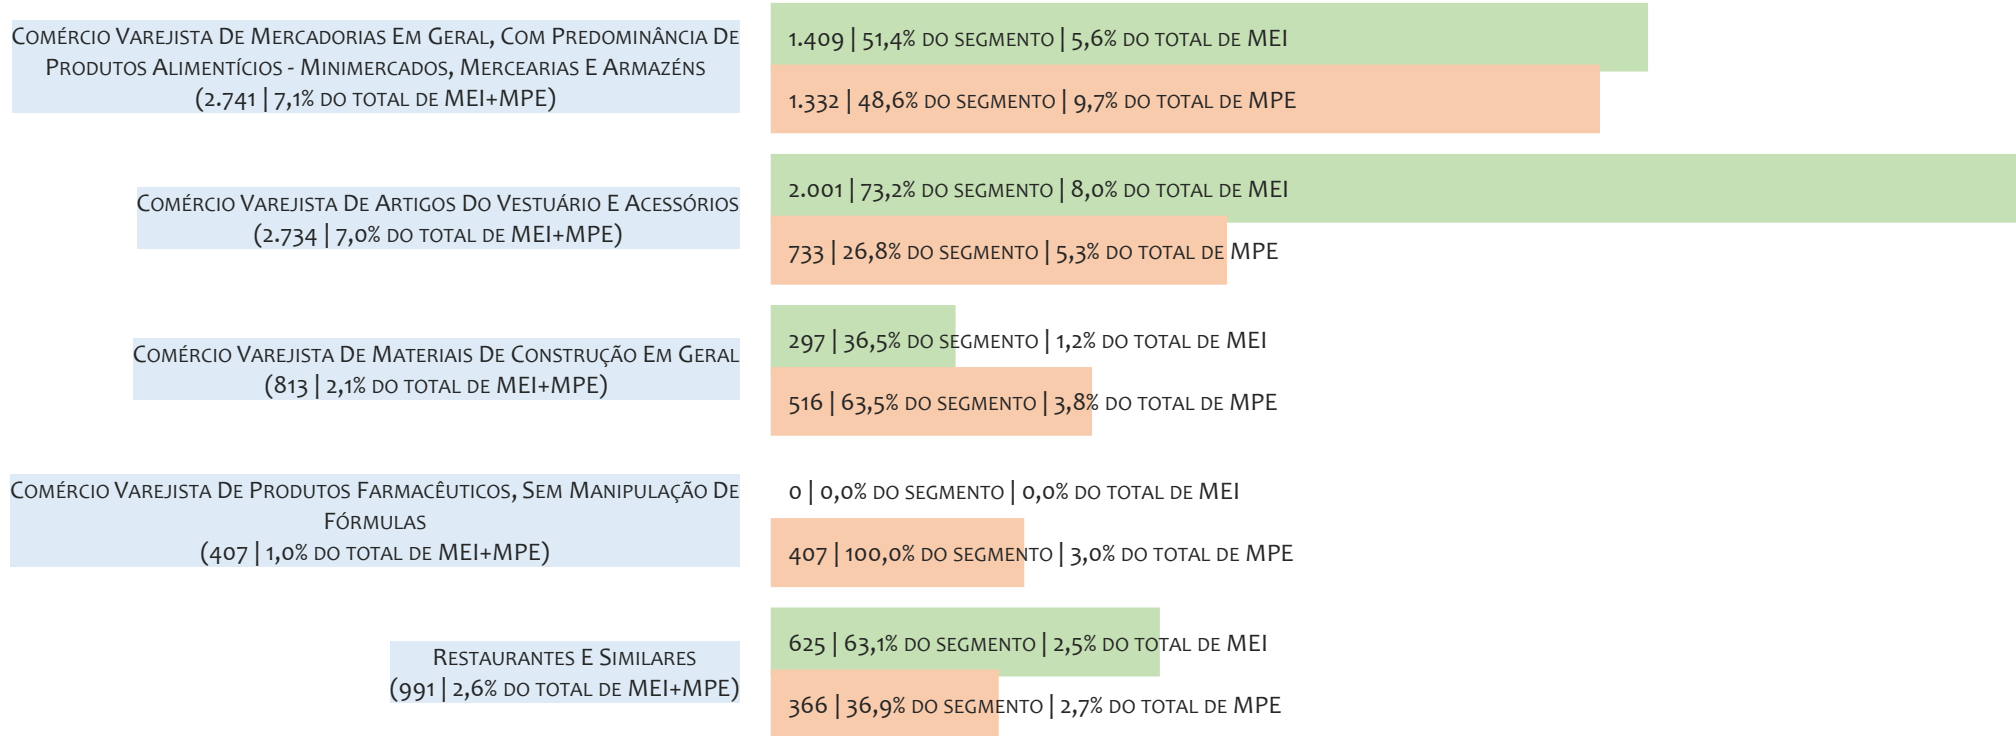 Comércio Varejista De Mercadorias Em Geral, Com Predominância De
Produtos Alimentícios - Minimercados, Mercearias E Armazéns
(2.741 | 7,1% do total de MEI+MPE)
1.409 | 51,4% do segmento | 5,6% do total de MEI
1.332 | 48,6% do segmento | 9,7% do total de MPE
Comércio Varejista De Artigos Do Vestuário E Acessórios
(2.734 | 7,0% do total de MEI+MPE)
2.001 | 73,2% do segmento | 8,0% do total de MEI
733 | 26,8% do segmento | 5,3% do total de MPE
Comércio Varejista De Materiais De Construção Em Geral
(813 | 2,1% do total de MEI+MPE)
297 | 36,5% do segmento | 1,2% do total de MEI
516 | 63,5% do segmento | 3,8% do total de MPE
Comércio Varejista De Produtos Farmacêuticos, Sem Manipulação De
Fórmulas
(407 | 1,0% do total de MEI+MPE)
0 | 0,0% do segmento | 0,0% do total de MEI
407 | 100,0% do segmento | 3,0% do total de MPE
Restaurantes E Similares
(991 | 2,6% do total de MEI+MPE)
625 | 63,1% do segmento | 2,5% do total de MEI
366 | 36,9% do segmento | 2,7% do total de MPE